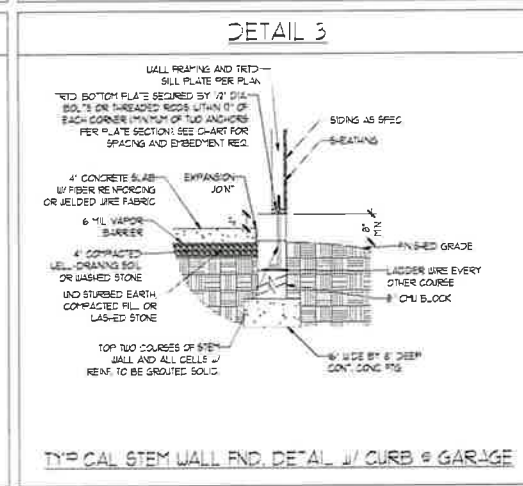 DETAIL 3
WALL FRAMING AND TRTD
SILL PLATE PER PLAN
TRTD BOTTOM PLATE SECURED BY 1/2" DIA.
BOLTS OR THREADED RODS WITHIN 12" OF
EACH CORNER (MINIMUM OF TWO ANCHORS
PER PLATE SECTION). SEE CHART FOR
SPACING AND EMBEDMENT REQ.
SIDING AS SPEC
SHEATHING
4" CONCRETE SLAB
W/ FIBER REINFORCING
OR WELDED WIRE FABRIC
EXPANSION
JOINT
6 MIL VAPOR
BARRIER
4" COMPACTED
WELL-DRAINING SOIL
OR WASHED STONE
UNDISTURBED EARTH,
COMPACTED FILL, OR
WASHED STONE
TOP TWO COURSES OF STEM
WALL AND ALL CELLS W/
REINF. TO BE GROUTED SOLID.
8" MIN
FINISHED GRADE
LADDER WIRE EVERY
OTHER COURSE
8" CMU BLOCK
16" WIDE BY 8" DEEP
CONT. CONC FTG
TYPICAL STEM WALL FND. DETAIL W/ CURB @ GARAGE